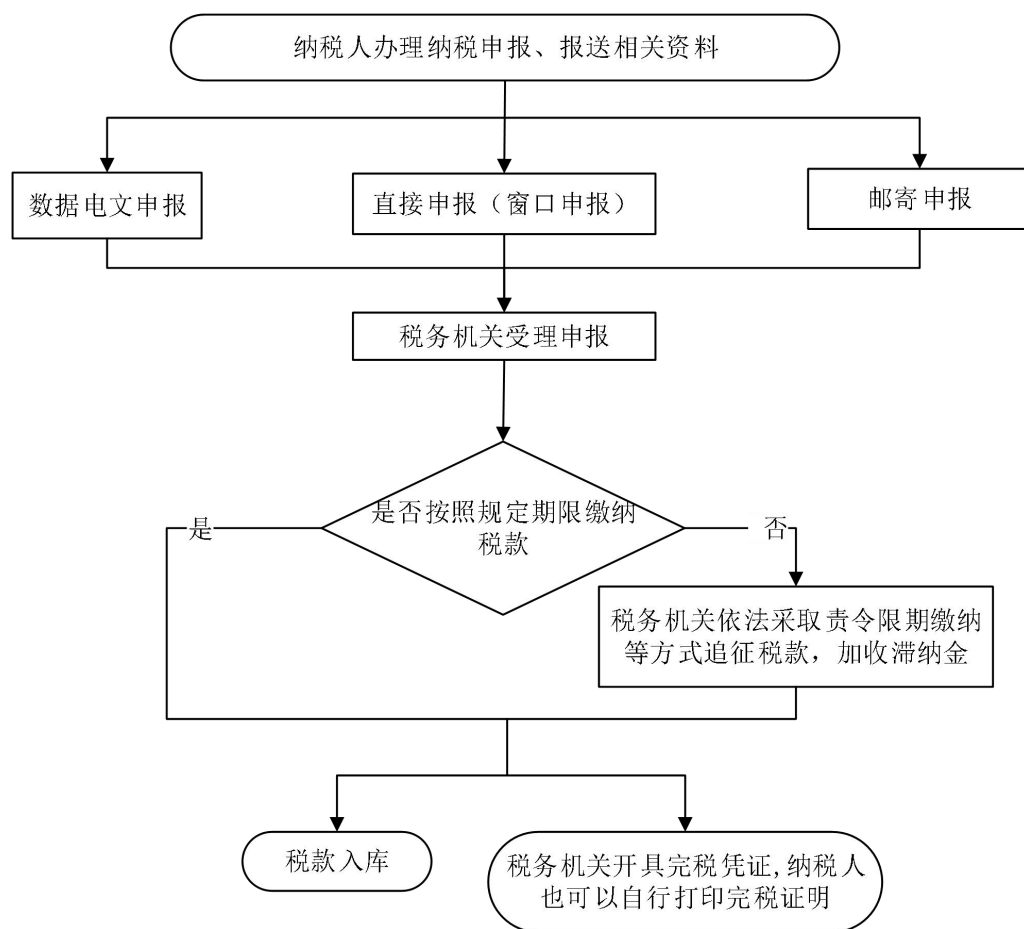 纳税人办理纳税申报、报送相关资料
数据电文申报
直接申报（窗口申报）
邮寄申报
税务机关受理申报
是否按照规定期限缴纳
税款
是
否
税务机关依法采取责令限期缴纳
等方式追征税款，加收滞纳金
税款入库
税务机关开具完税凭证,纳税人
也可以自行打印完税证明